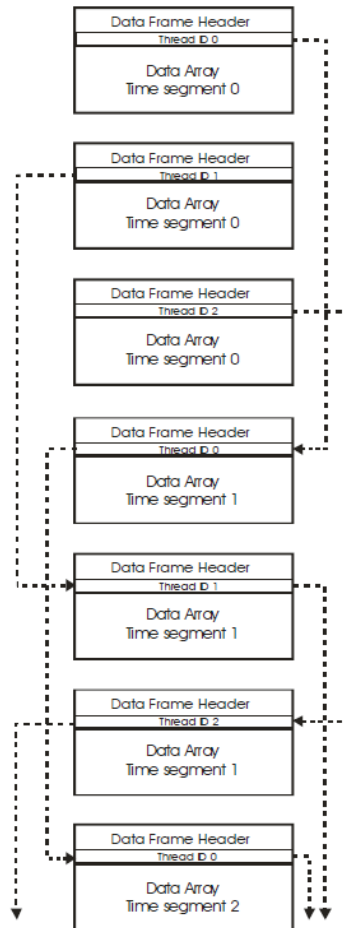 Data Frame Header
Thread ID 0
Data Array
Time segment 0
Data Frame Header
Thread ID 1
Data Array
Time segment 0
Data Frame Header
Thread ID 2
Data Array
Time segment 0
Data Frame Header
Thread ID 0
Data Array
Time segment 1
Data Frame Header
Thread ID 1
Data Array
Time segment 1
Data Frame Header
Thread ID 2
Data Array
Time segment 1
Data Frame Header
Thread ID 0
Data Array
Time segment 2